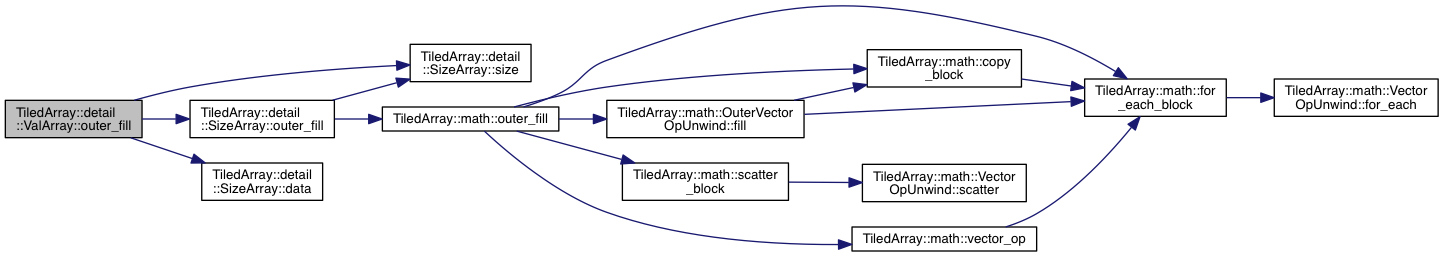 TiledArray::detail
::ValArray::outer_fill
TiledArray::detail
::SizeArray::size
TiledArray::detail
::SizeArray::outer_fill
TiledArray::detail
::SizeArray::data
TiledArray::math::outer_fill
TiledArray::math::copy
_block
TiledArray::math::OuterVector
OpUnwind::fill
TiledArray::math::scatter
_block
TiledArray::math::Vector
OpUnwind::scatter
TiledArray::math::vector_op
TiledArray::math::for
_each_block
TiledArray::math::Vector
OpUnwind::for_each